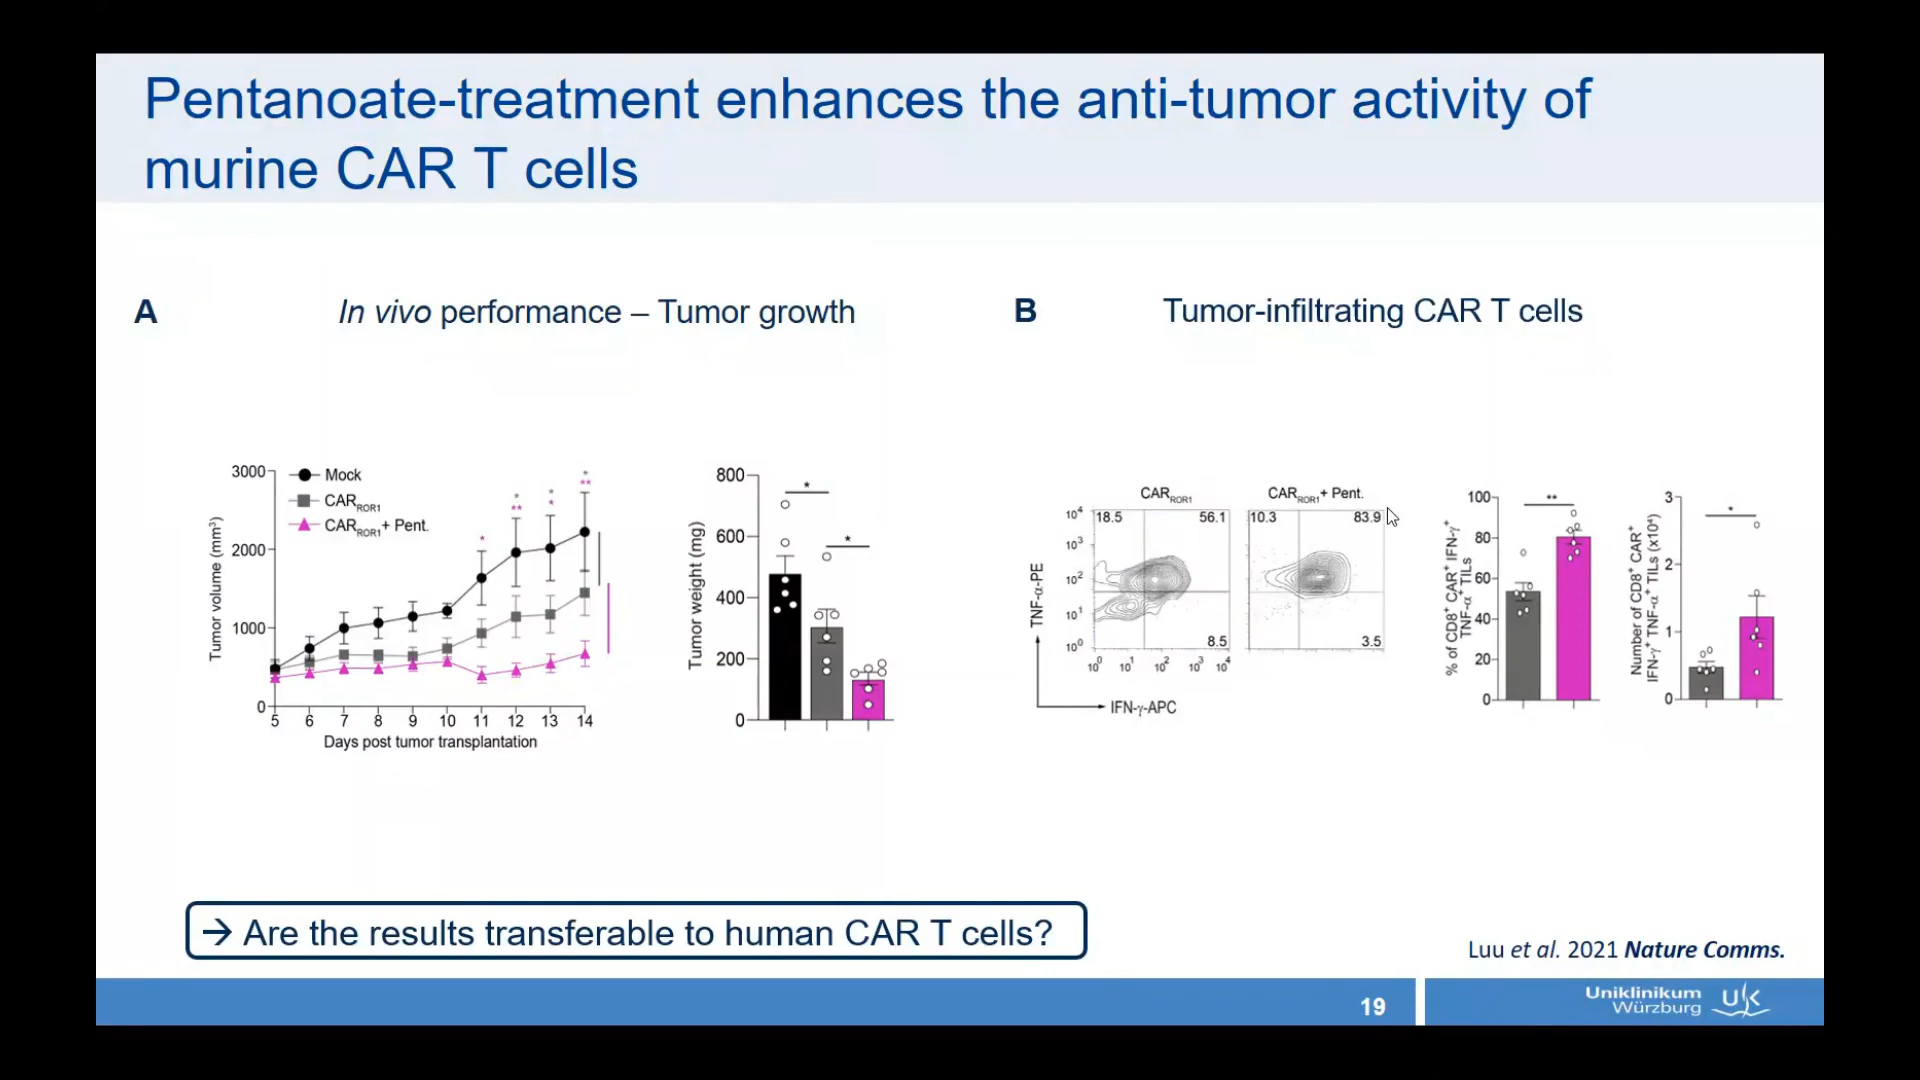 Pentanoate-treatment enhances the anti-tumor activity of
murine CAR T cells
A
In vivo performance – Tumor growth
B
Tumor-infiltrating CAR T cells
Tumor volume (mm³)
3000
2000
1000
0
Mock
CAR_ROR1
CAR_ROR1 + Pent.
*
*
**
*
*
*
**
5 6 7 8 9 10 11 12 13 14
Days post tumor transplantation
Tumor weight (mg)
800
600
400
200
0
*
*
CAR_ROR1
CAR_ROR1 + Pent.
18.5 56.1
8.5
10.3 83.9
3.5
TNF-α-PE
10⁴
10³
10²
10¹
10⁰
10⁰ 10¹ 10² 10³ 10⁴
10⁰ 10¹ 10² 10³ 10⁴
IFN-γ-APC
% of CD8⁺ CAR⁺ IFN-γ⁺
TNF-α⁺ TILs
100
80
60
40
20
0
**
Number of CD8⁺ CAR⁺
IFN-γ⁺ TNF-α⁺ TILs (x10⁴)
3
2
1
0
*
→ Are the results transferable to human CAR T cells?
Luu et al. 2021 Nature Comms.
19
Uniklinikum
Würzburg
UK